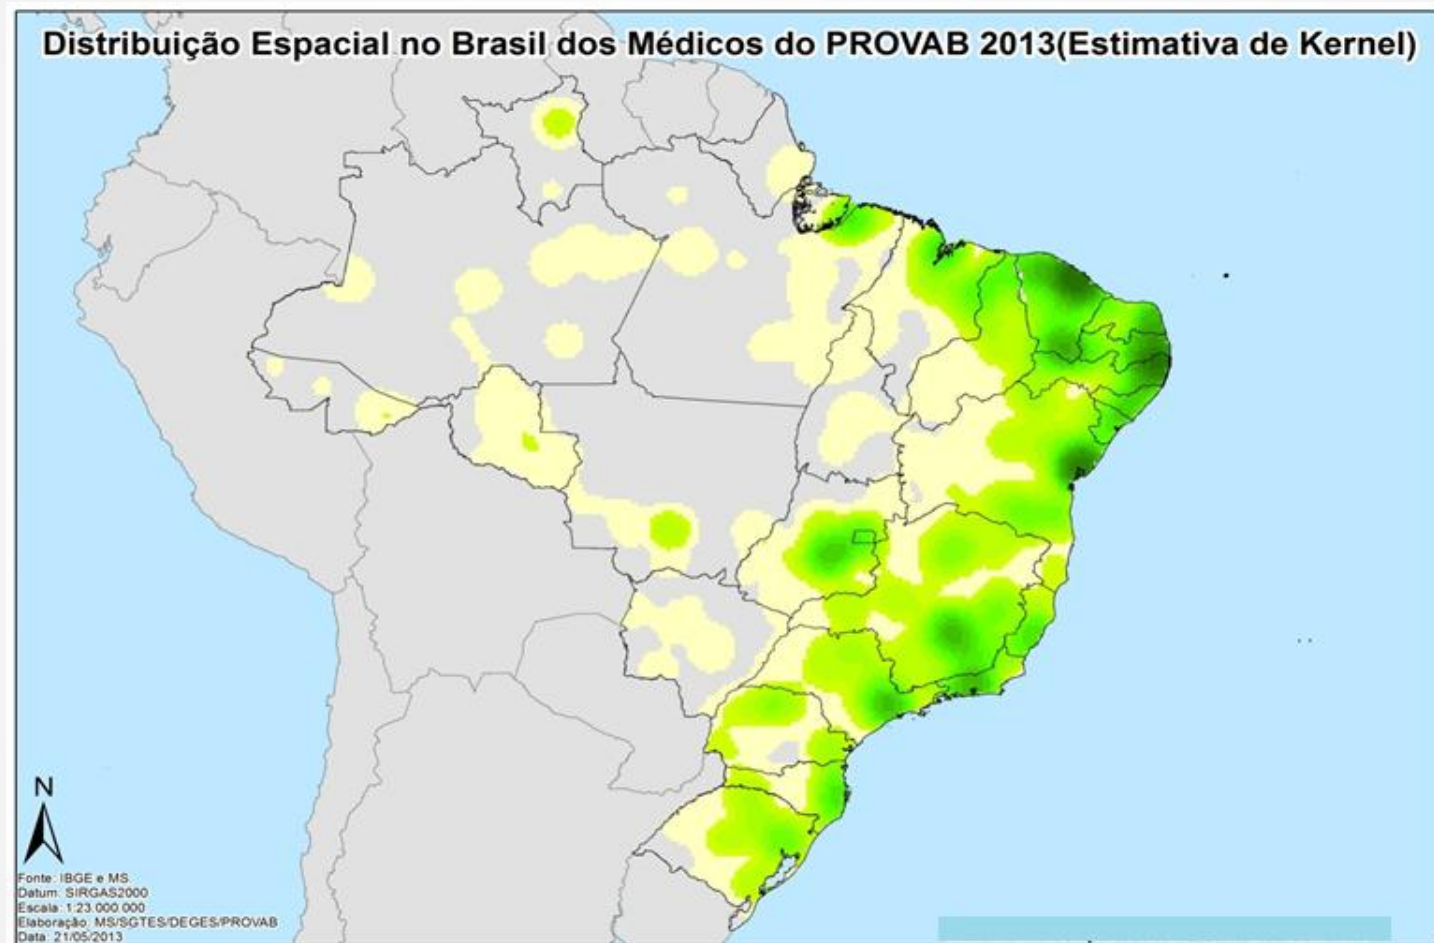 Distribuição Espacial no Brasil dos Médicos do PROVAB 2013(Estimativa de Kernel)
N
Fonte: IBGE e MS
Datum: SIRGAS2000
Escala: 1:23.000.000
Elaboração: MS/SGTES/DEGES/PROVAB
Data: 21/05/2013